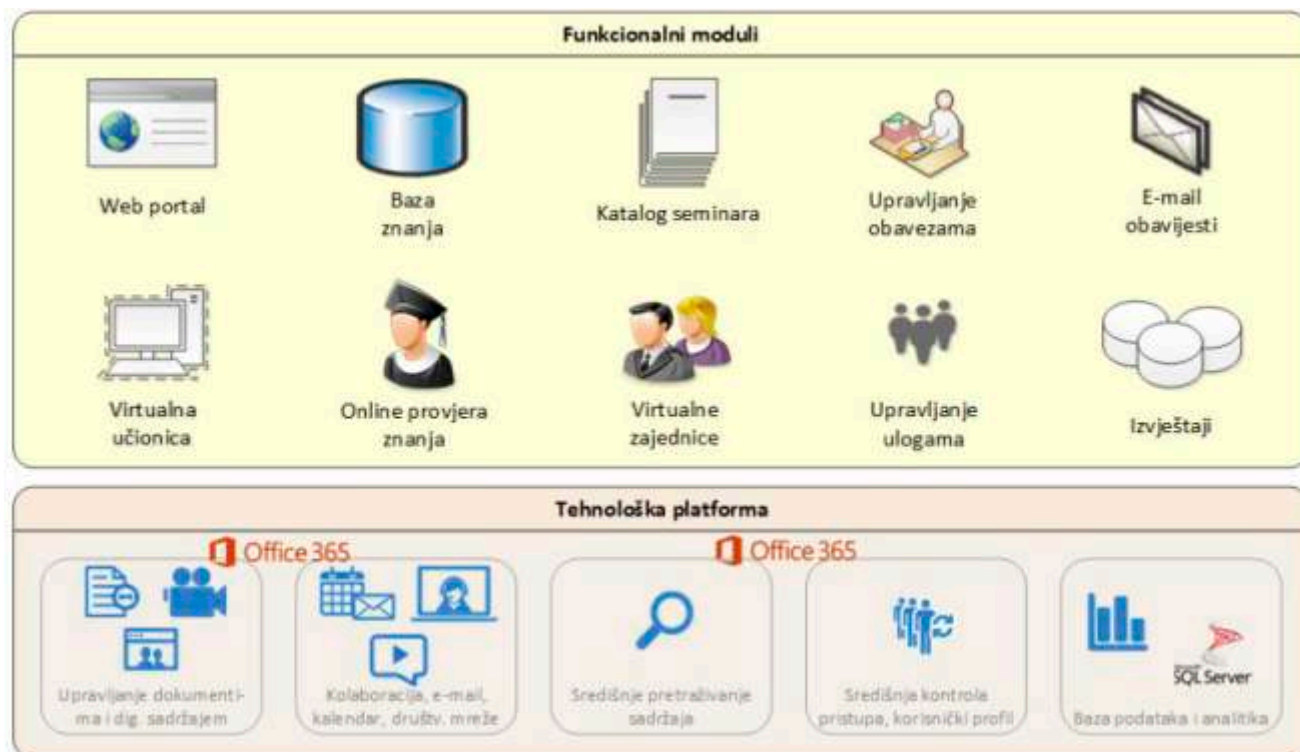 Funkcionalni moduli
Web portal
Baza
znanja
Katalog seminara
Upravljanje
obavezama
E-mail
obavijesti
Virtualna
učionica
Online provjera
znanja
Virtualne
zajednice
Upravljanje
ulogama
Izvještaji
Tehnološka platforma
Office 365
Office 365
Upravljanje dokumenti-
ma i dig. sadržajem
Kolaboracija, e-mail,
kalendar, društv. mreže
Središnje pretraživanje
sadržaja
Središnja kontrola
pristupa, korisnički profil
SQL Server
Baza podataka i analitika